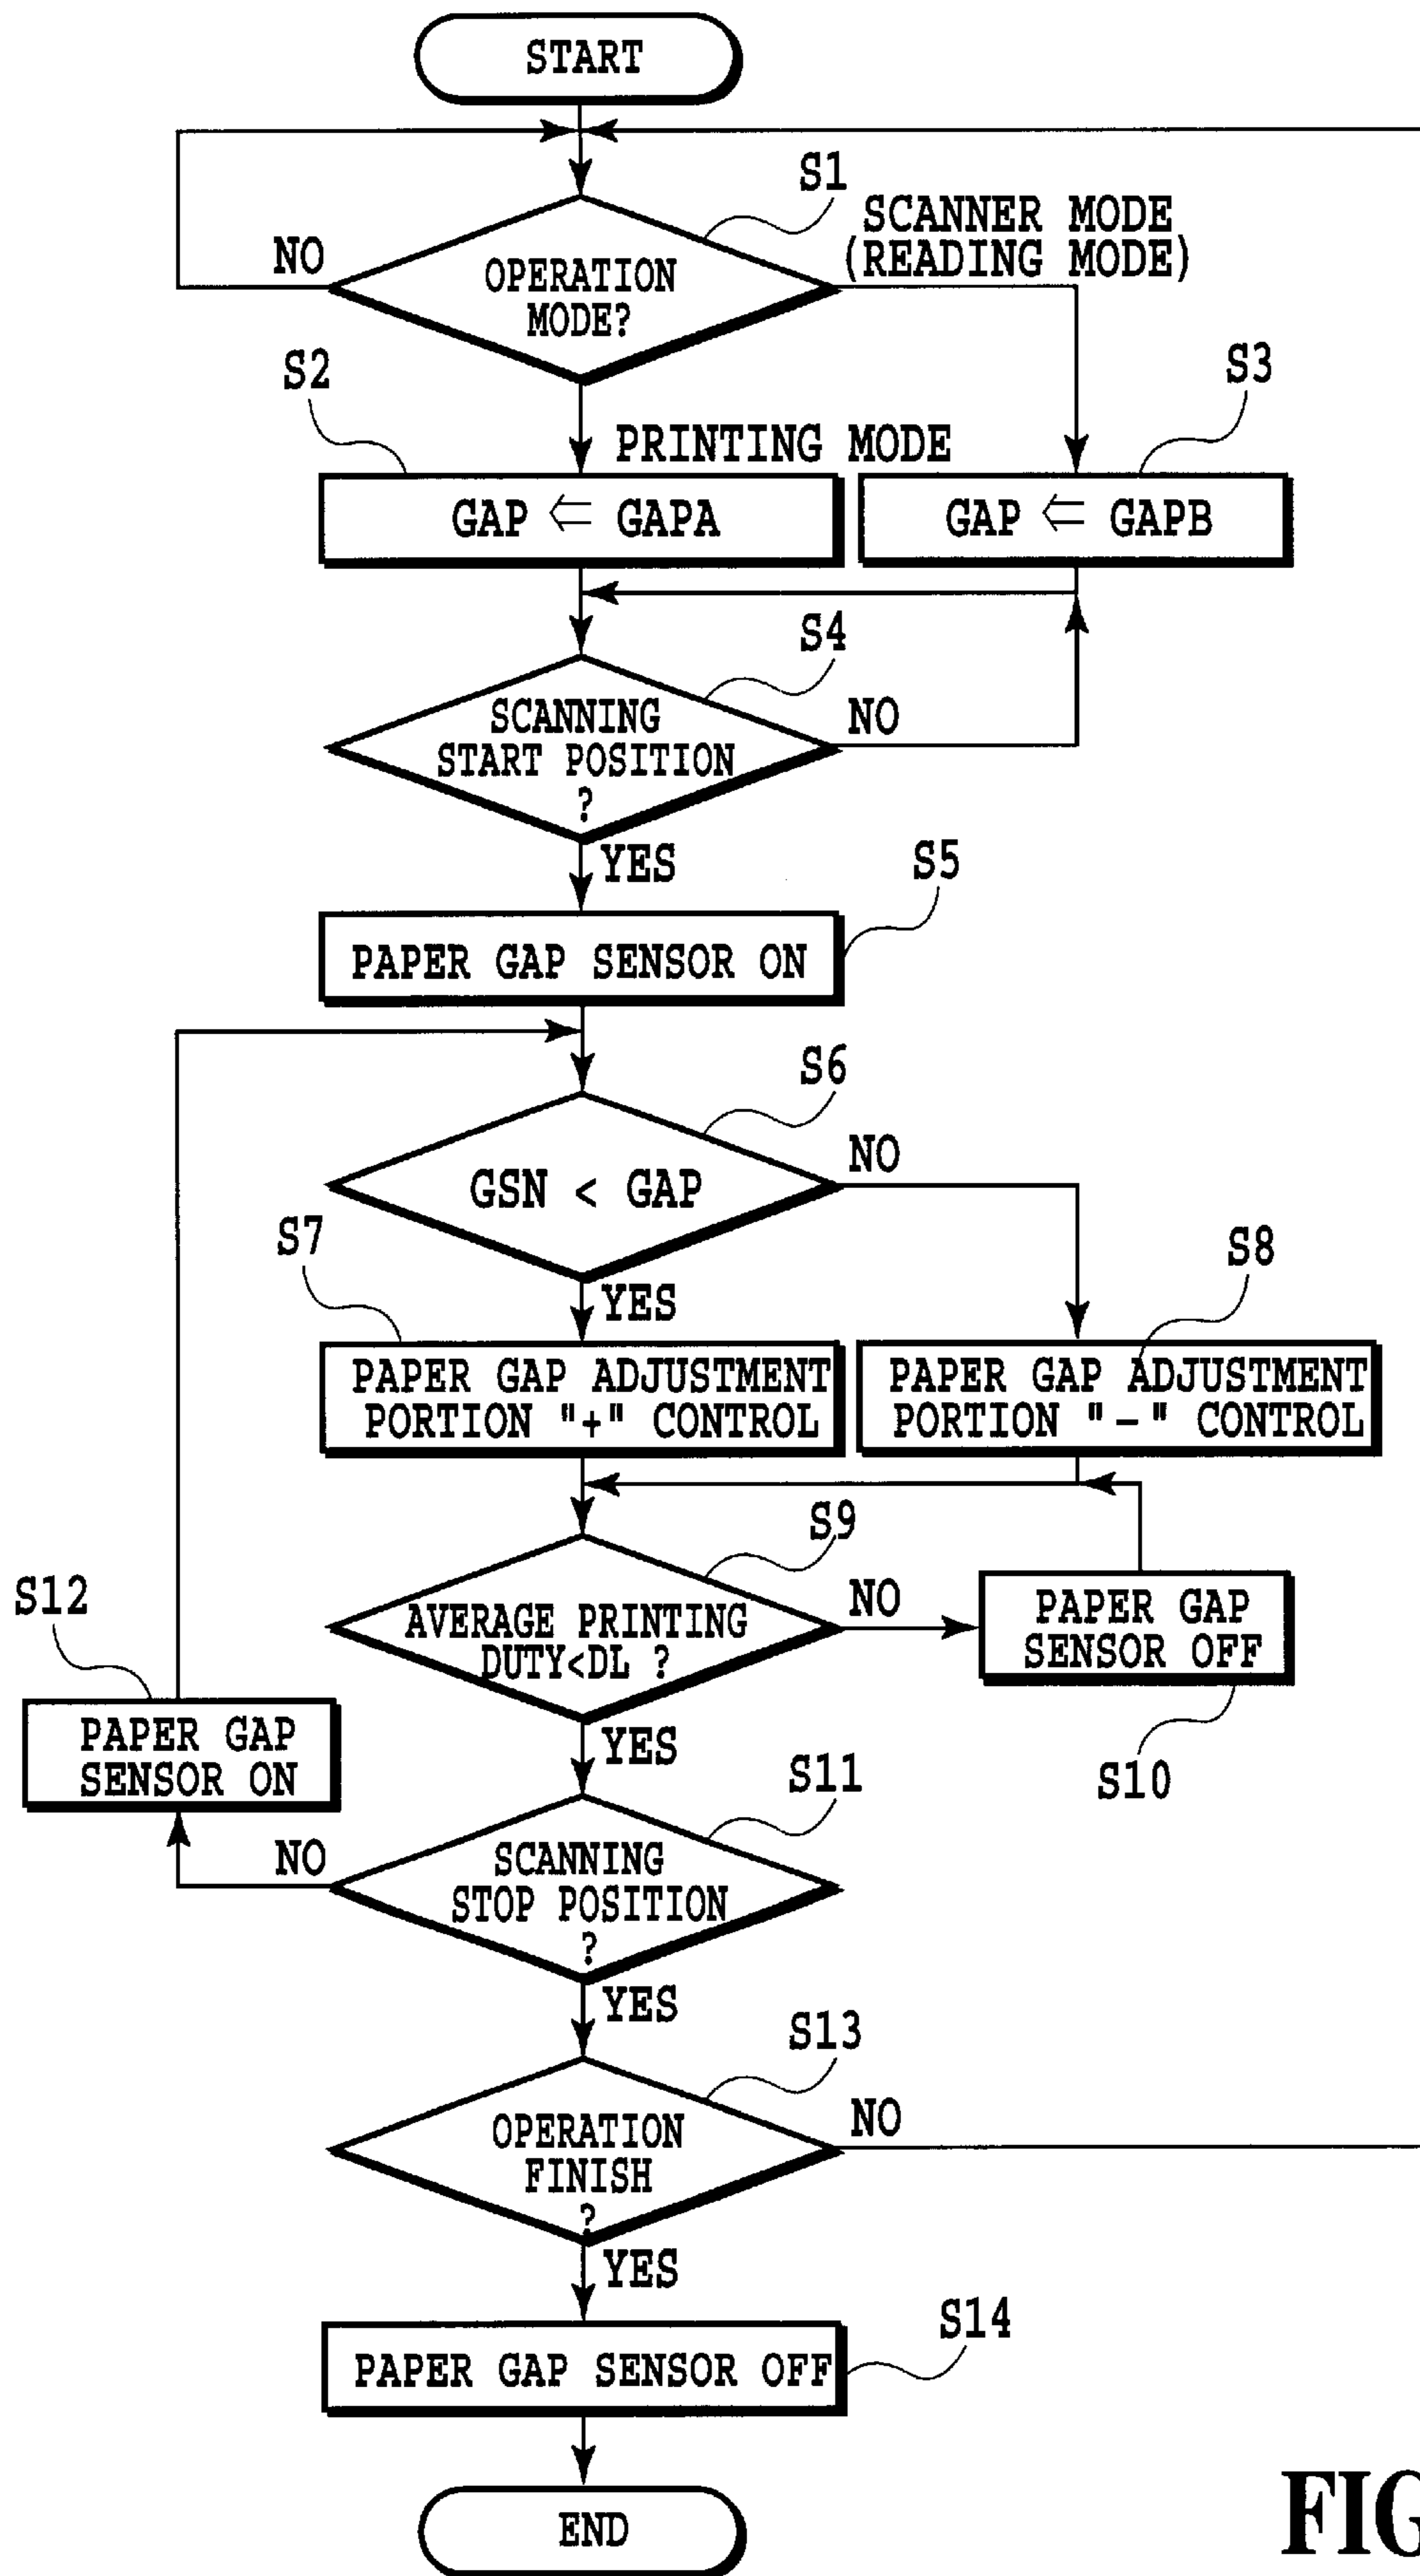 START
S1
SCANNER MODE
(READING MODE)
NO
OPERATION
MODE?
S2
S3
PRINTING MODE
GAP ⇐ GAPA
GAP ⇐ GAPB
S4
SCANNING
START POSITION
?
NO
YES
S5
PAPER GAP SENSOR ON
S6
GSN < GAP
NO
S7
YES
S8
PAPER GAP ADJUSTMENT
PORTION "+" CONTROL
PAPER GAP ADJUSTMENT
PORTION "-" CONTROL
S9
AVERAGE PRINTING
DUTY<DL ?
NO
PAPER GAP
SENSOR OFF
S10
S12
PAPER GAP
SENSOR ON
YES
S11
SCANNING
STOP POSITION
?
NO
YES
S13
OPERATION
FINISH
?
NO
YES
S14
PAPER GAP SENSOR OFF
END
FIG